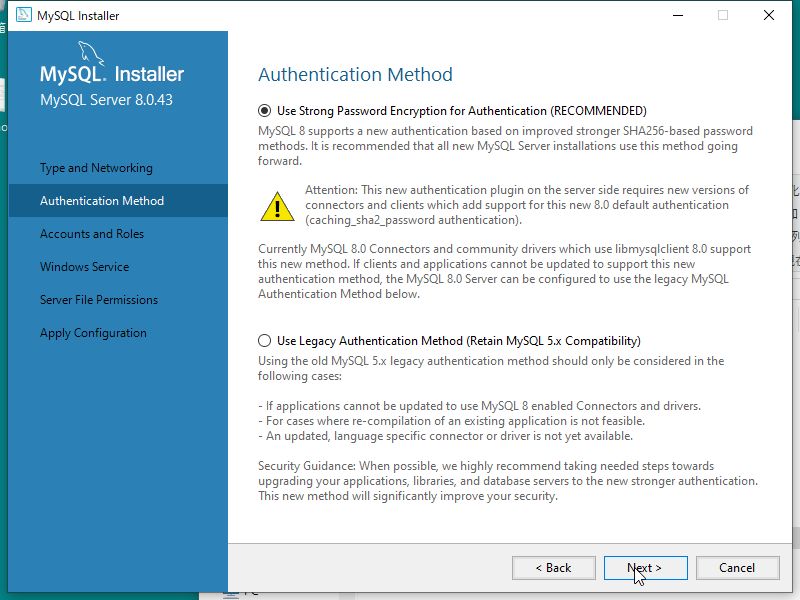 MySQL Installer
MySQL. Installer
MySQL Server 8.0.43
Type and Networking
Authentication Method
Accounts and Roles
Windows Service
Server File Permissions
Apply Configuration
Authentication Method
Use Strong Password Encryption for Authentication (RECOMMENDED)
MySQL 8 supports a new authentication based on improved stronger SHA256-based password
methods. It is recommended that all new MySQL Server installations use this method going
forward.
Attention: This new authentication plugin on the server side requires new versions of
connectors and clients which add support for this new 8.0 default authentication
(caching_sha2_password authentication).
Currently MySQL 8.0 Connectors and community drivers which use libmysqlclient 8.0 support
this new method. If clients and applications cannot be updated to support this new
authentication method, the MySQL 8.0 Server can be configured to use the legacy MySQL
Authentication Method below.
Use Legacy Authentication Method (Retain MySQL 5.x Compatibility)
Using the old MySQL 5.x legacy authentication method should only be considered in the
following cases:
- If applications cannot be updated to use MySQL 8 enabled Connectors and drivers.
- For cases where re-compilation of an existing application is not feasible.
- An updated, language specific connector or driver is not yet available.
Security Guidance: When possible, we highly recommend taking needed steps towards
upgrading your applications, libraries, and database servers to the new stronger authentication.
This new method will significantly improve your security.
< Back
Next >
Cancel